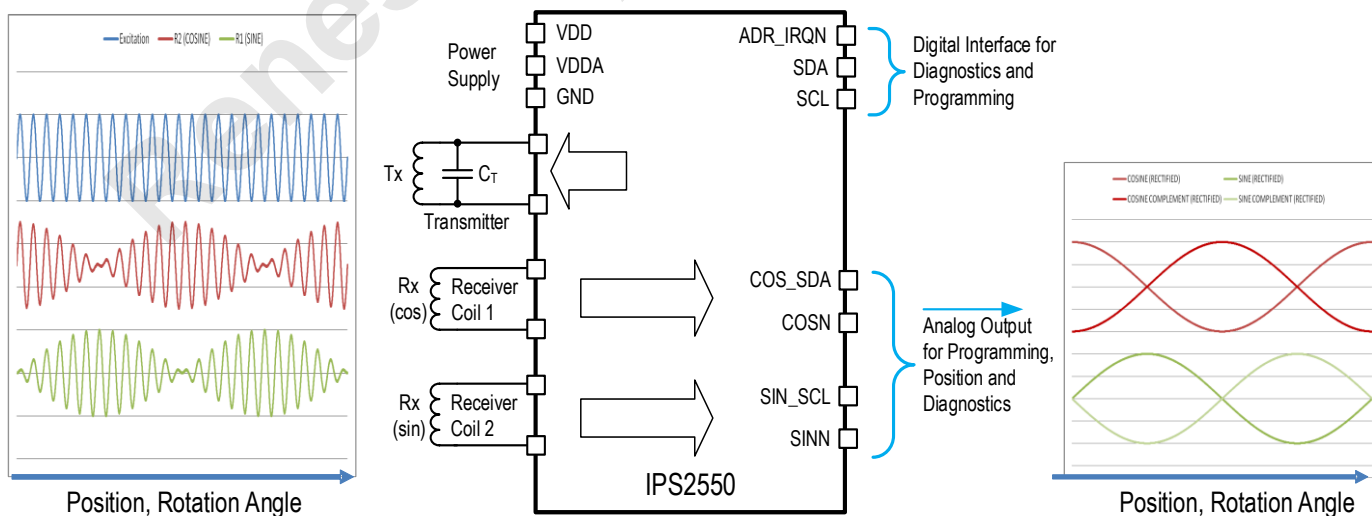 Renes
Excitation
R2 (COSINE)
R1 (SINE)
Position, Rotation Angle
Power
Supply
VDD
VDDA
GND
Tx
CT
Transmitter
Rx
(cos)
Receiver
Coil 1
Rx
(sin)
Receiver
Coil 2
ADR_IRQN
SDA
SCL
COS_SDA
COSN
SIN_SCL
SINN
IPS2550
Digital Interface for
Diagnostics and
Programming
Analog Output
for Programming,
Position and
Diagnostics
COSINE (RECTIFIED)
SINE (RECTIFIED)
COSINE COMPLEMENT (RECTIFIED)
SINE COMPLEMENT (RECTIFIED)
Position, Rotation Angle